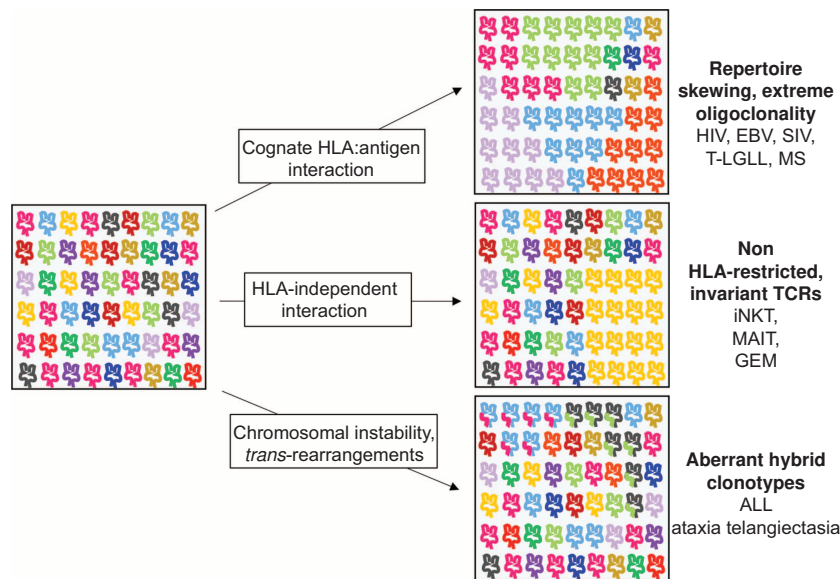 Cognate HLA:antigen
interaction
HLA-independent
interaction
Chromosomal instability,
trans-rearrangements
Repertoire
skewing, extreme
oligoclonality
HIV, EBV, SIV,
T-LGLL, MS
Non
HLA-restricted,
invariant TCRs
iNKT,
MAIT,
GEM
Aberrant hybrid
clonotypes
ALL
ataxia telangiectasia